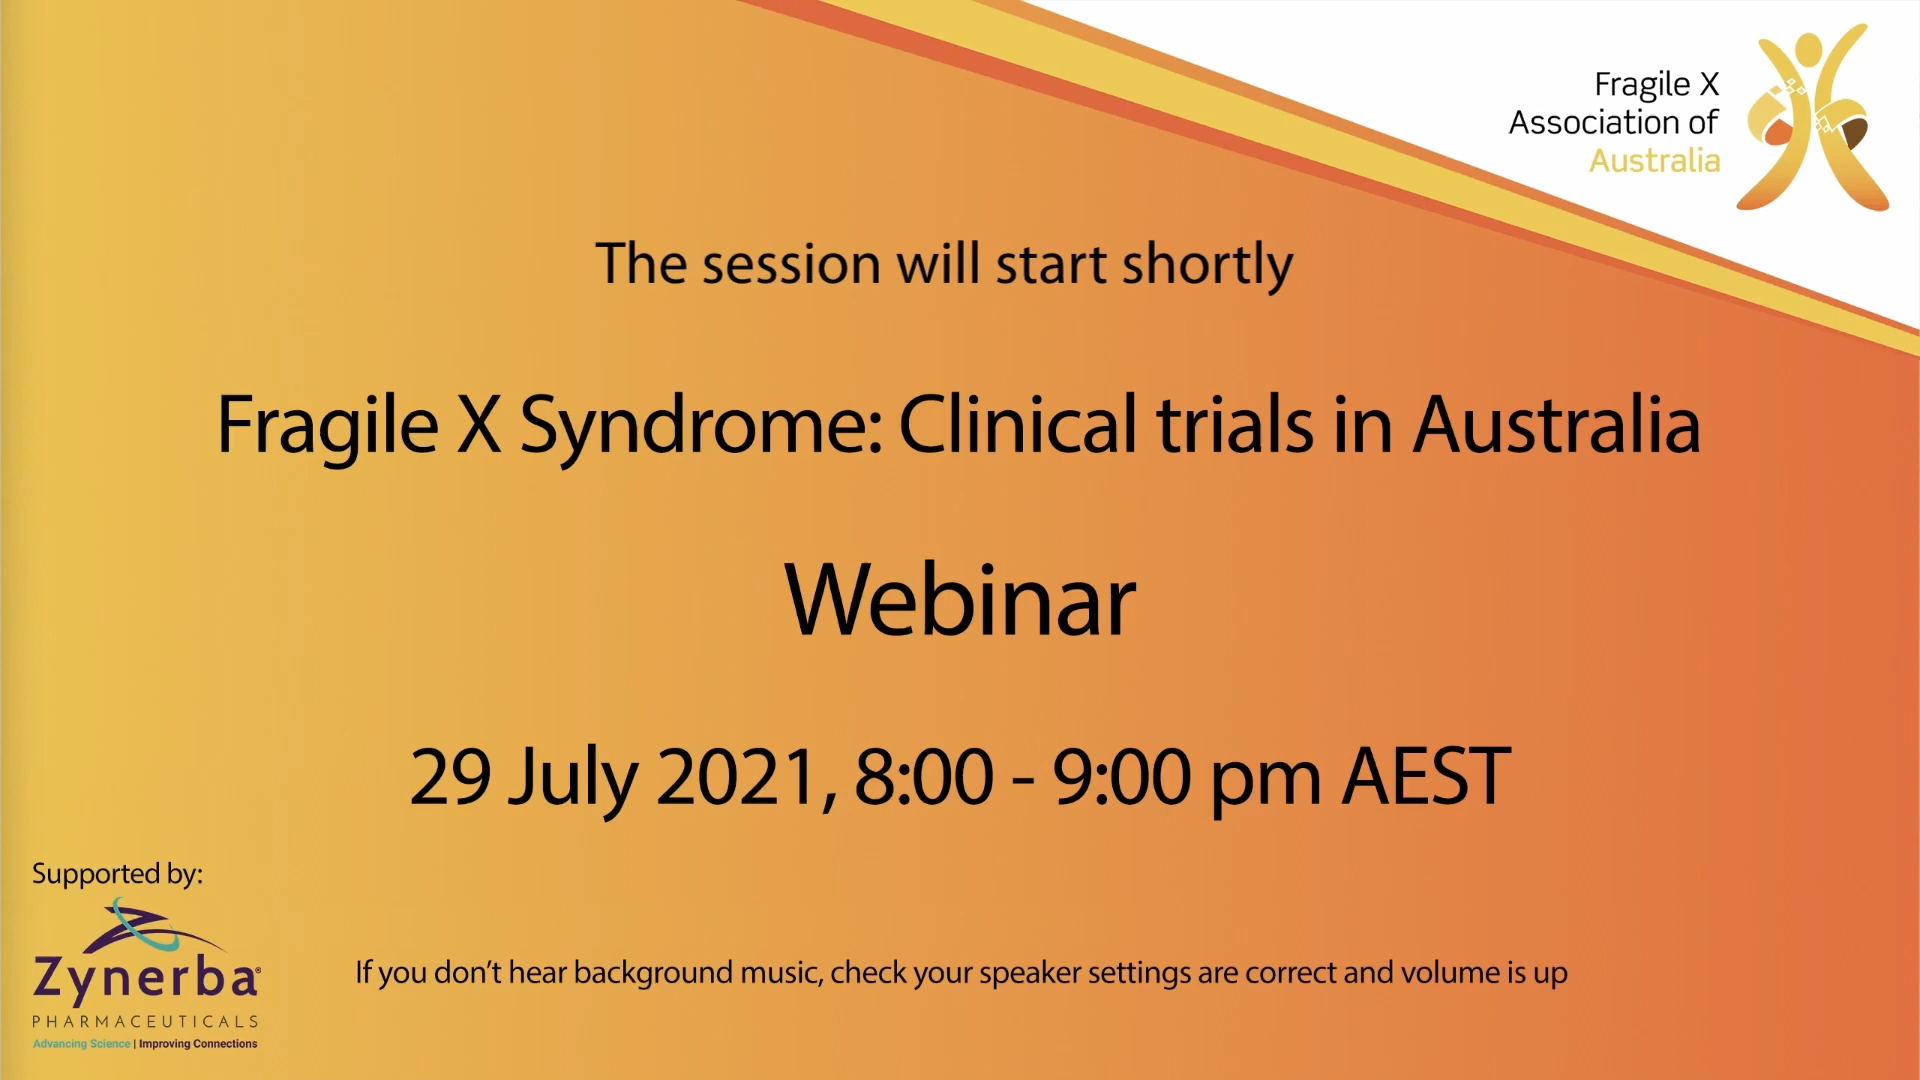 Fragile X
Association of
Australia
The session will start shortly
Fragile X Syndrome: Clinical trials in Australia
Webinar
29 July 2021, 8:00 - 9:00 pm AEST
Supported by:
Zynerba®
PHARMACEUTICALS
Advancing Science | Improving Connections
If you don’t hear background music, check your speaker settings are correct and volume is up